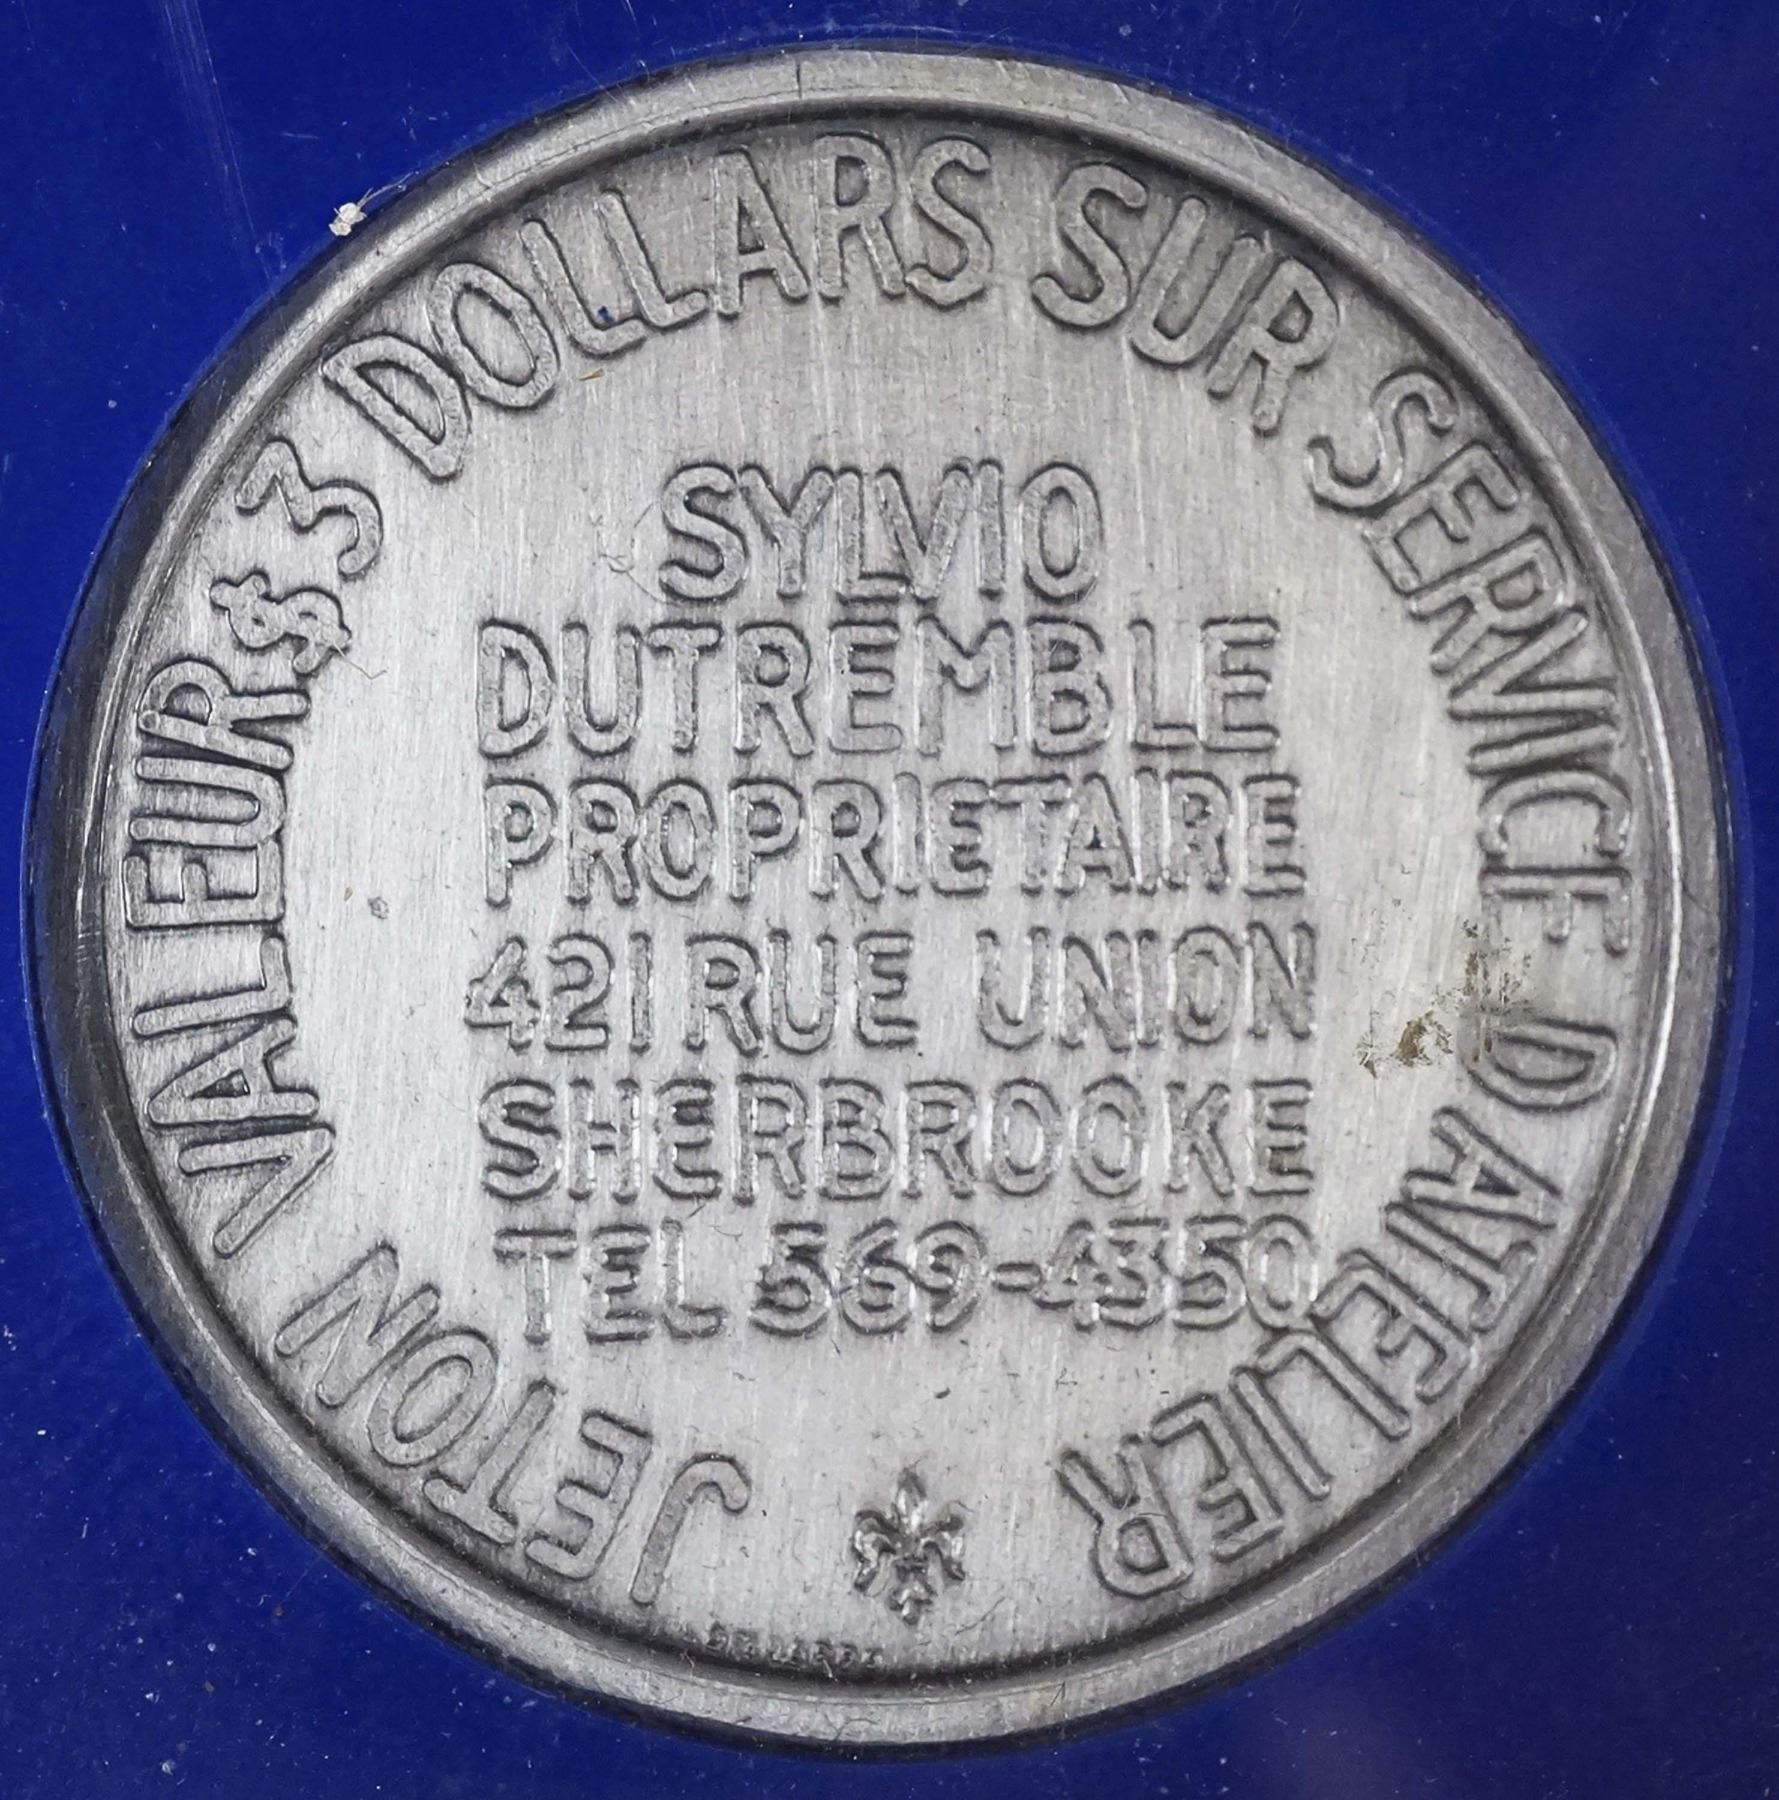 JETON VALEUR $ 3 DOLLARS SUR SERVICE D ATELIER
SYLVIO
DUTREMBLE
PROPRIETAIRE
421 RUE UNION
SHERBROOKE
TEL 569-4350